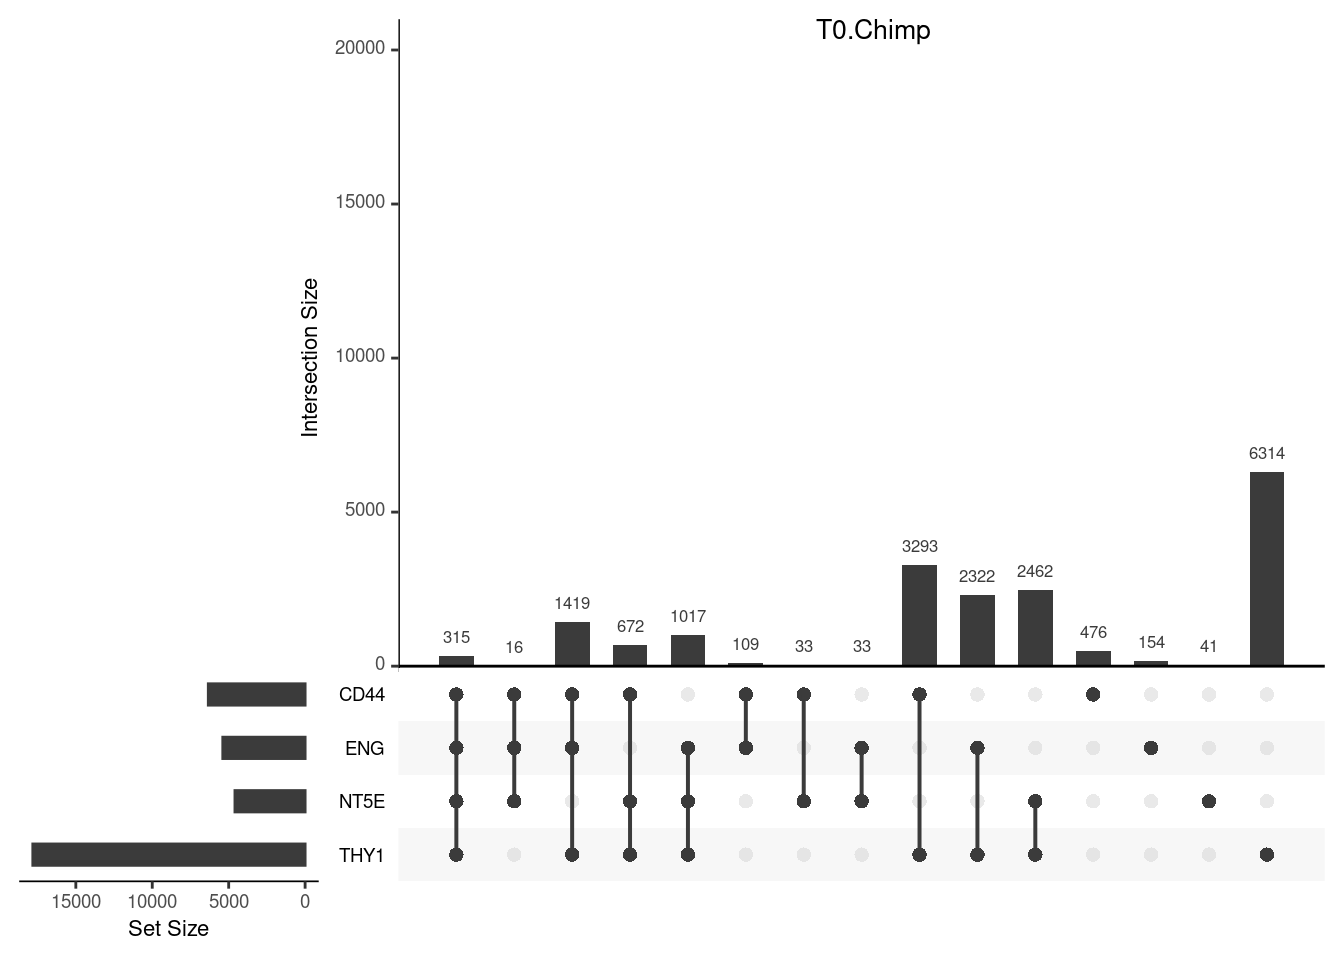 T0.Chimp
20000
15000
10000
5000
0
Intersection Size
6314
3293
2322
2462
1419
672
1017
315
16
109
33
33
476
154
41
CD44
ENG
NT5E
THY1
15000 10000 5000 0
Set Size